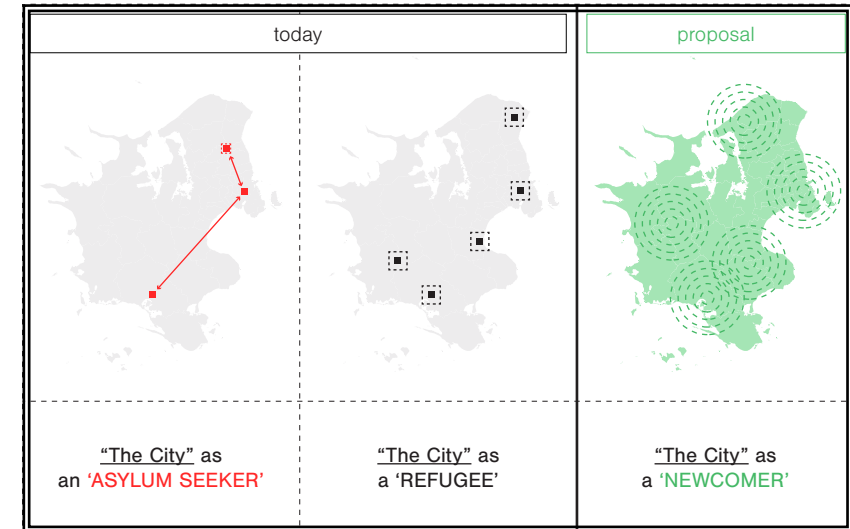 today
proposal
“The City” as
an ‘ASYLUM SEEKER’
“The City” as
a ‘REFUGEE’
“The City” as
a ‘NEWCOMER’